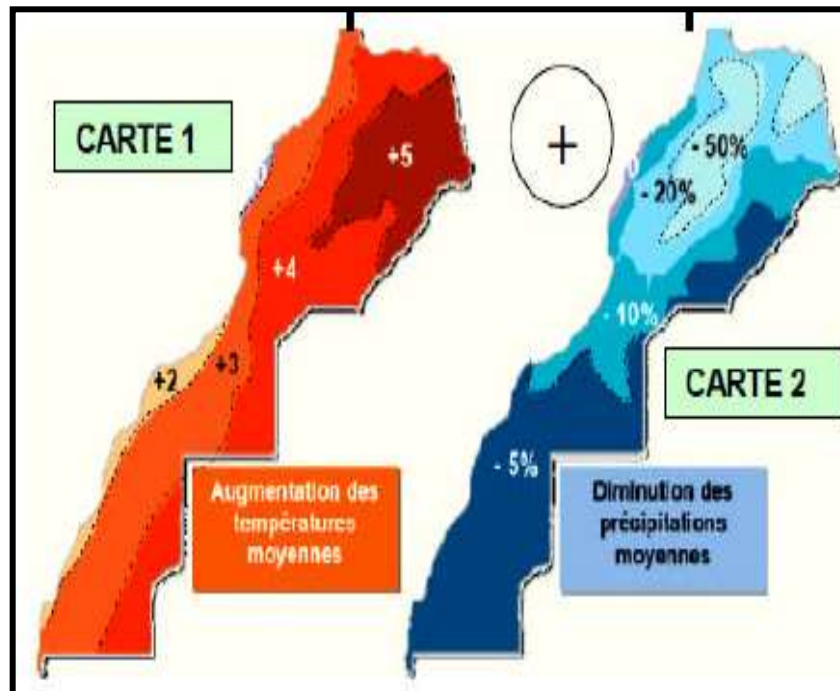 CARTE 1
+5
+4
+3
+2
Augmentation des
températures
moyennes
+
- 50%
- 20%
- 10%
- 5%
CARTE 2
Diminution des
précipitations
moyennes